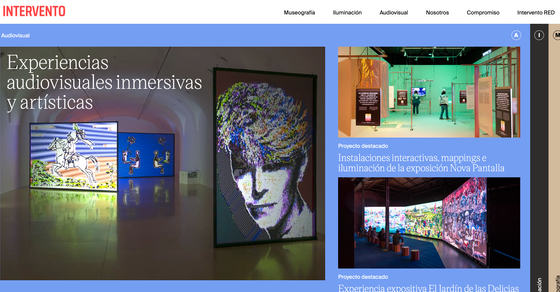 INTERVENTO
Museografía
Iluminación
Audiovisual
Nosotros
Compromiso
Intervento RED
Audiovisual
A
I
M
Experiencias
audiovisuales inmersivas
y artísticas
Proyecto destacado
Instalaciones interactivas, mappings e
iluminación de la exposición Nova Pantalla
Proyecto destacado
Experiencia expositiva El Jardín de las Delicias